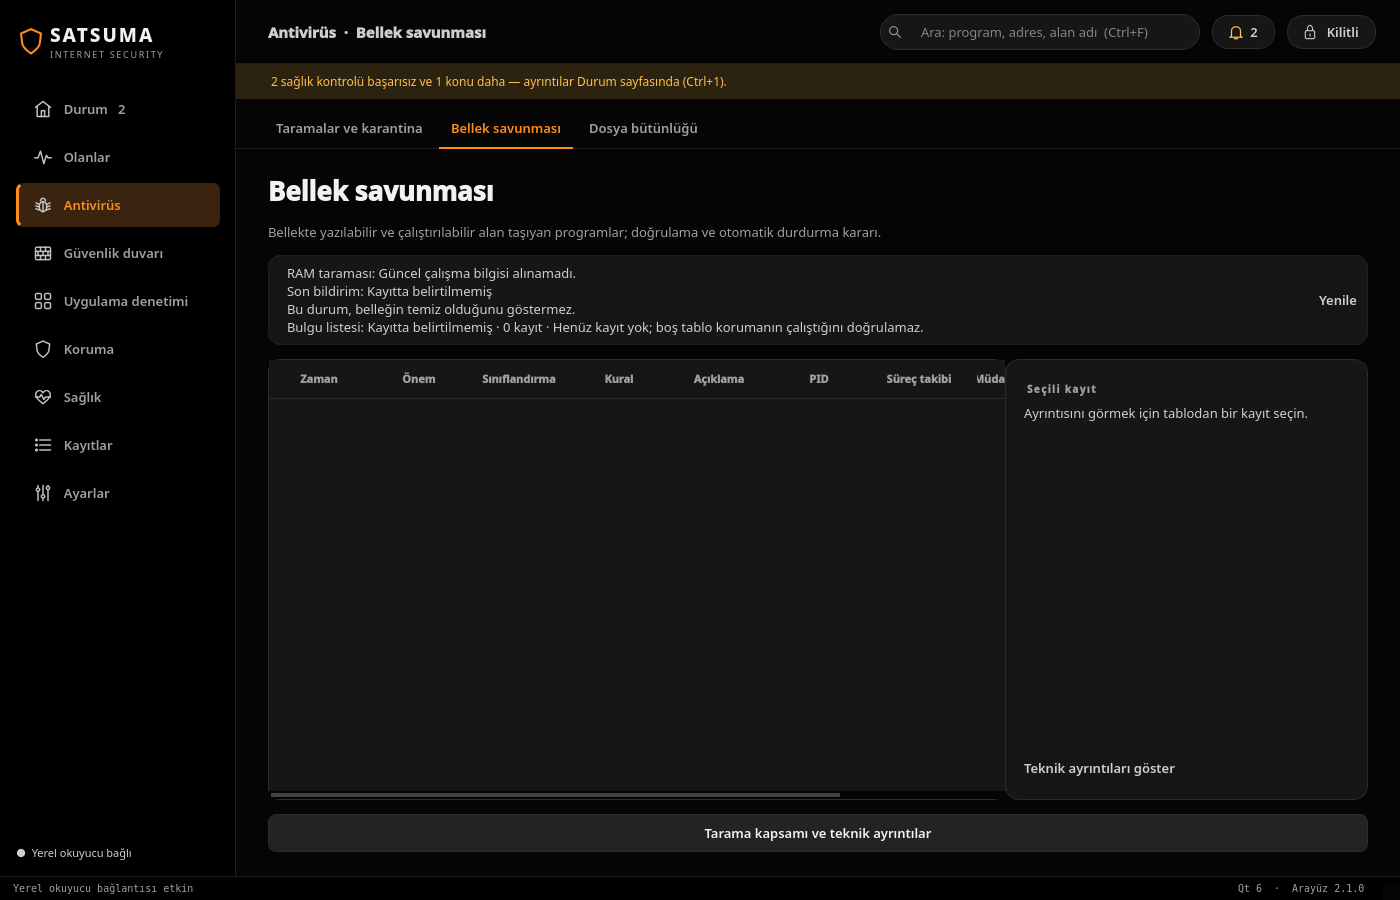 SATSUMA
INTERNET SECURITY
Durum 2
Olanlar
Antivirüs
Güvenlik duvarı
Uygulama denetimi
Koruma
Sağlık
Kayıtlar
Ayarlar
Yerel okuyucu bağlı
Antivirüs · Bellek savunması
Ara: program, adres, alan adı (Ctrl+F)
2
Kilitli
2 sağlık kontrolü başarısız ve 1 konu daha — ayrıntılar Durum sayfasında (Ctrl+1).
Taramalar ve karantina Bellek savunması Dosya bütünlüğü
Bellek savunması
Bellekte yazılabilir ve çalıştırılabilir alan taşıyan programlar; doğrulama ve otomatik durdurma kararı.
RAM taraması: Güncel çalışma bilgisi alınamadı.
Son bildirim: Kayıtta belirtilmemiş
Bu durum, belleğin temiz olduğunu göstermez.
Bulgu listesi: Kayıtta belirtilmemiş · 0 kayıt · Henüz kayıt yok; boş tablo korumanın çalıştığını doğrulamaz.
Yenile
Zaman Önem Sınıflandırma Kural Açıklama PID Süreç takibi Müda
Seçili kayıt
Ayrıntısını görmek için tablodan bir kayıt seçin.
Teknik ayrıntıları göster
Tarama kapsamı ve teknik ayrıntılar
Yerel okuyucu bağlantısı etkin
Qt 6 · Arayüz 2.1.0